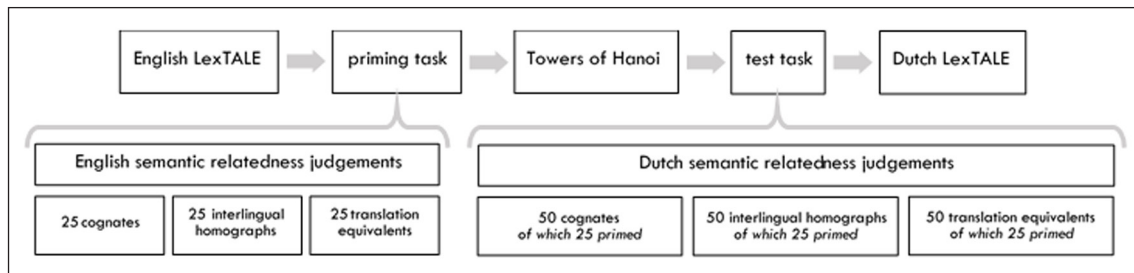 English LexTALE
priming task
Towers of Hanoi
test task
Dutch LexTALE
English semantic relatedness judgements
Dutch semantic relatedness judgements
25 cognates
25 interlingual
homographs
25 translation
equivalents
50 cognates
of which 25 primed
50 interlingual homographs
of which 25 primed
50 translation equivalents
of which 25 primed